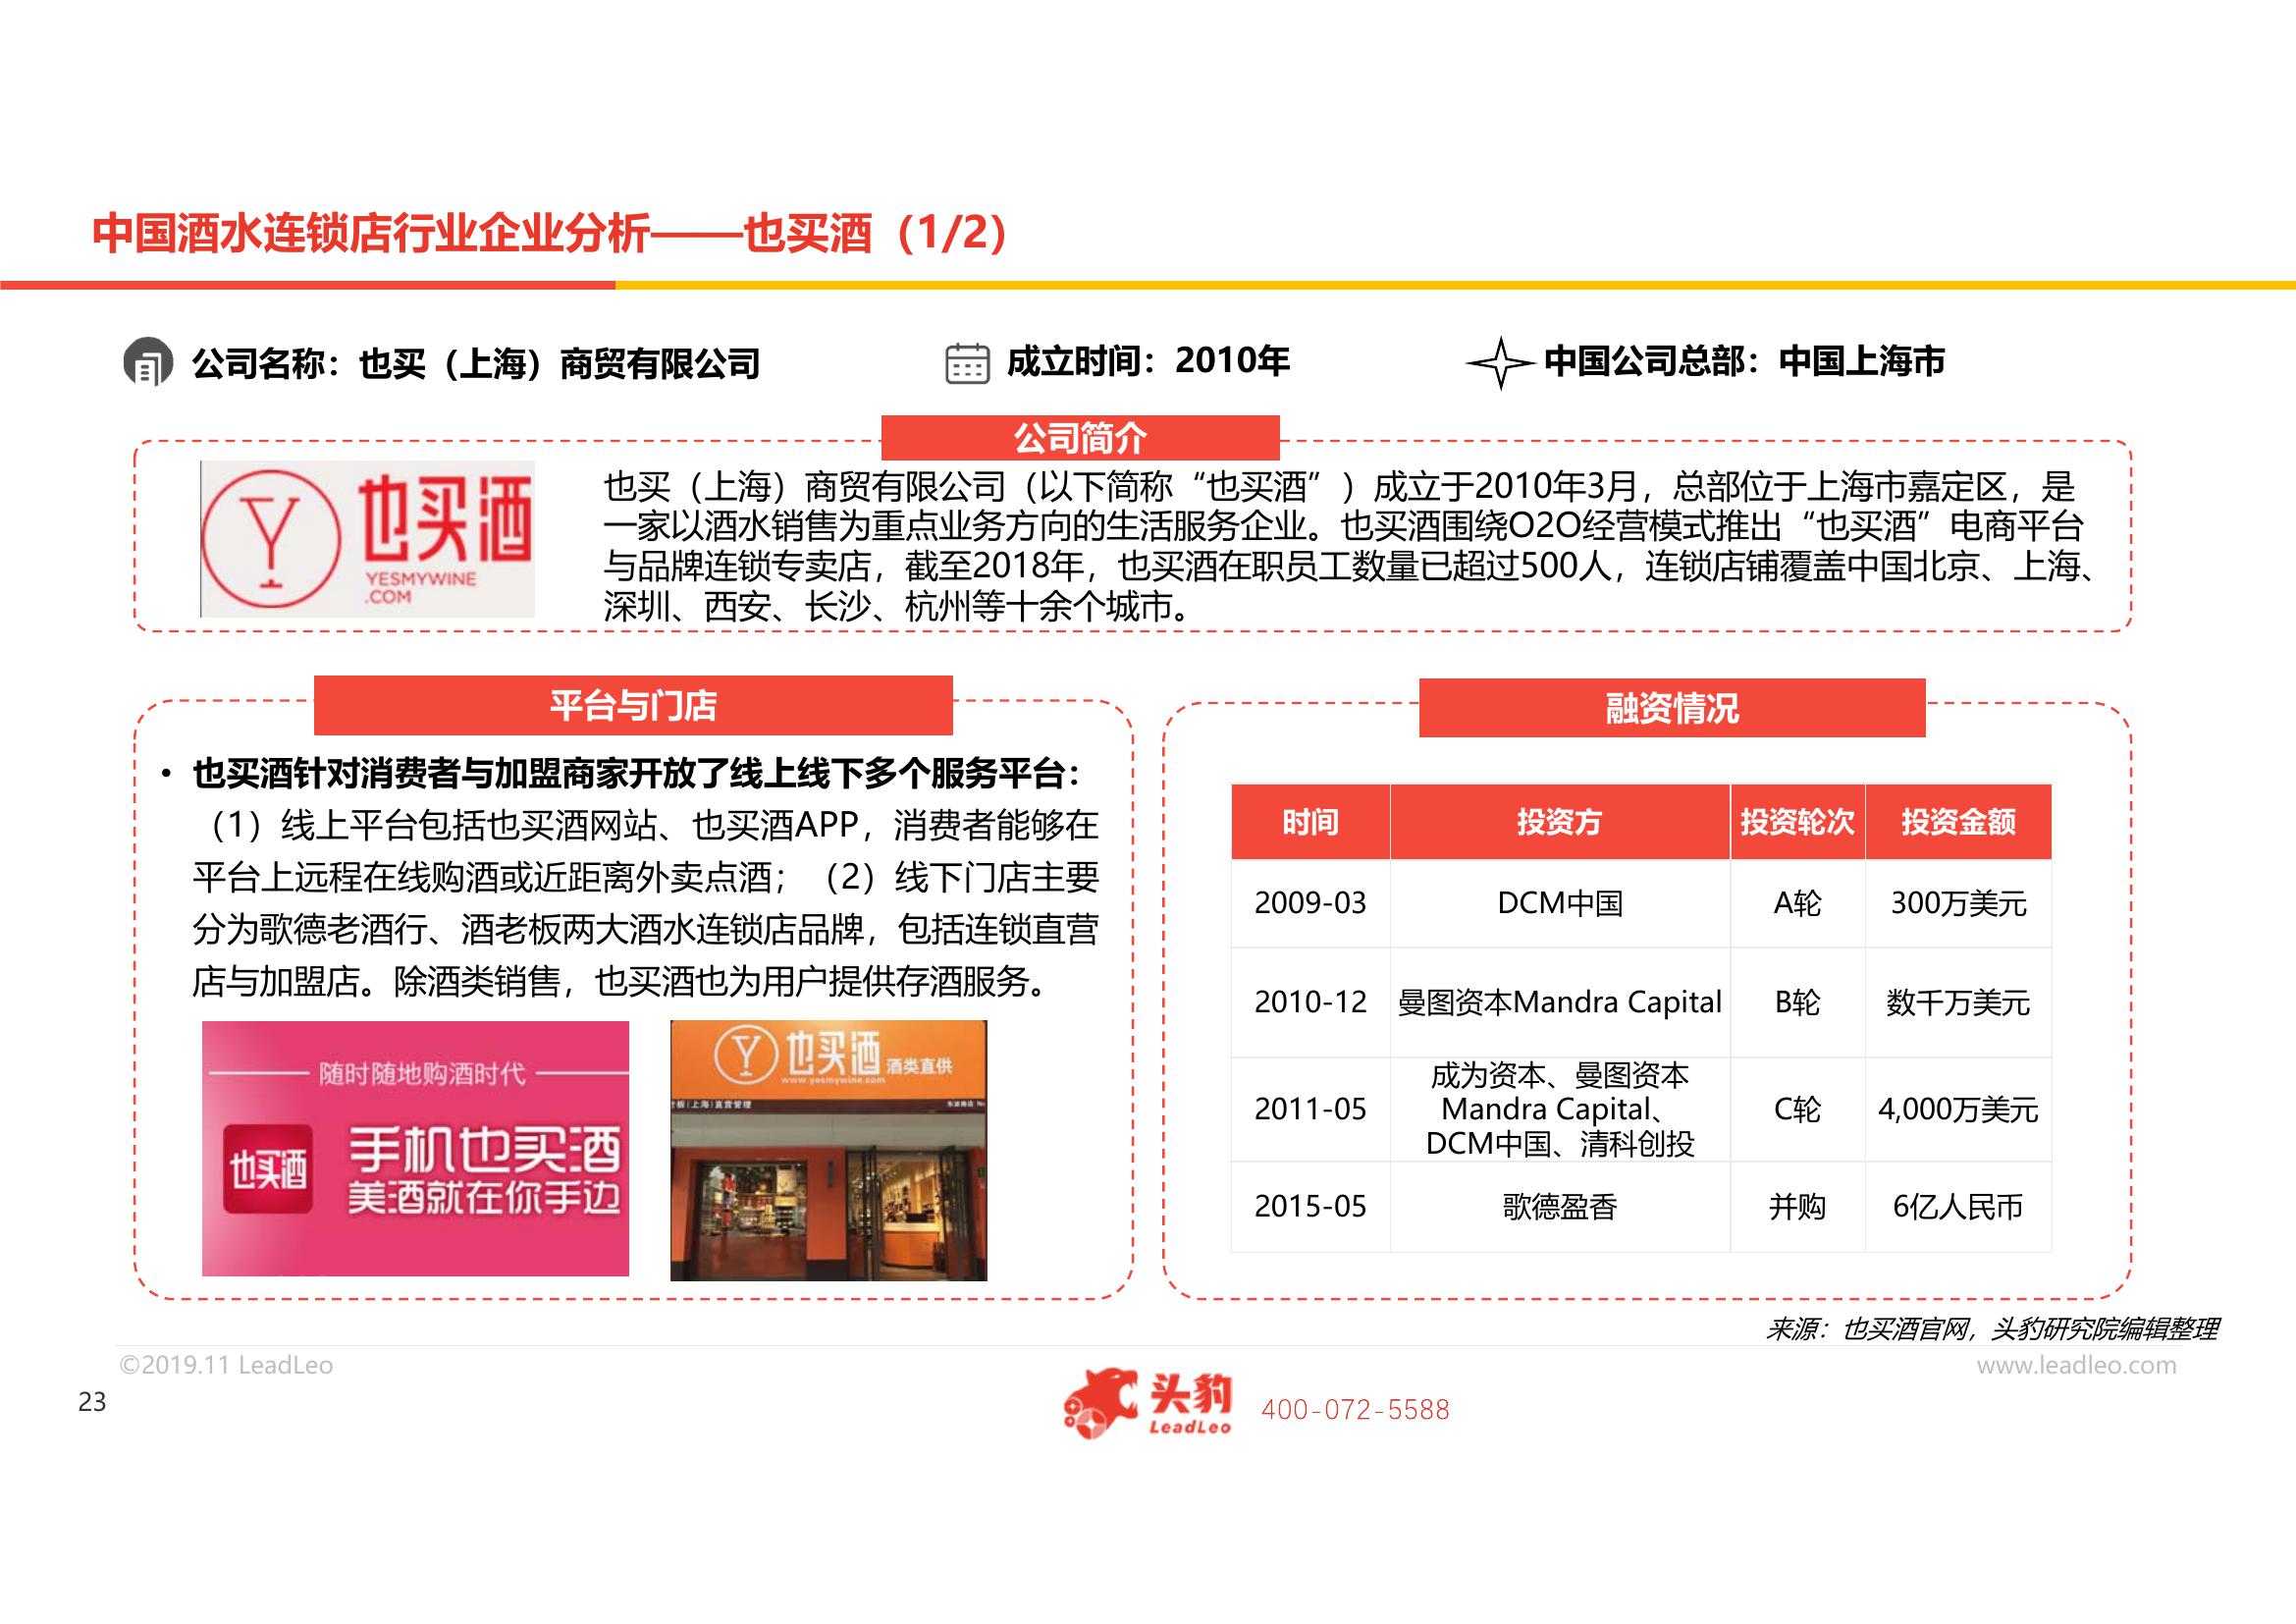 中国酒水连锁店行业企业分析——也买酒（1/2）
公司名称：也买（上海）商贸有限公司
成立时间：2010年
中国公司总部：中国上海市
公司简介
也买酒
YESMYWINE
.COM
也买（上海）商贸有限公司（以下简称“也买酒”）成立于2010年3月，总部位于上海市嘉定区，是
一家以酒水销售为重点业务方向的生活服务企业。也买酒围绕O2O经营模式推出“也买酒”电商平台
与品牌连锁专卖店，截至2018年，也买酒在职员工数量已超过500人，连锁店铺覆盖中国北京、上海、
深圳、西安、长沙、杭州等十余个城市。
平台与门店
• 也买酒针对消费者与加盟商家开放了线上线下多个服务平台：
（1）线上平台包括也买酒网站、也买酒APP，消费者能够在
平台上远程在线购酒或近距离外卖点酒；（2）线下门店主要
分为歌德老酒行、酒老板两大酒水连锁店品牌，包括连锁直营
店与加盟店。除酒类销售，也买酒也为用户提供存酒服务。
随时随地购酒时代
也买酒
手机也买酒
美酒就在你手边
也买酒 酒类直供
www.yesmywine.com
融资情况
时间 投资方 投资轮次 投资金额
2009-03 DCM中国 A轮 300万美元
2010-12 曼图资本Mandra Capital B轮 数千万美元
成为资本、曼图资本
2011-05 Mandra Capital、 C轮 4,000万美元
DCM中国、清科创投
2015-05 歌德盈香 并购 6亿人民币
来源：也买酒官网，头豹研究院编辑整理
©2019.11 LeadLeo
www.leadleo.com
23
头豹
LeadLeo
400-072-5588